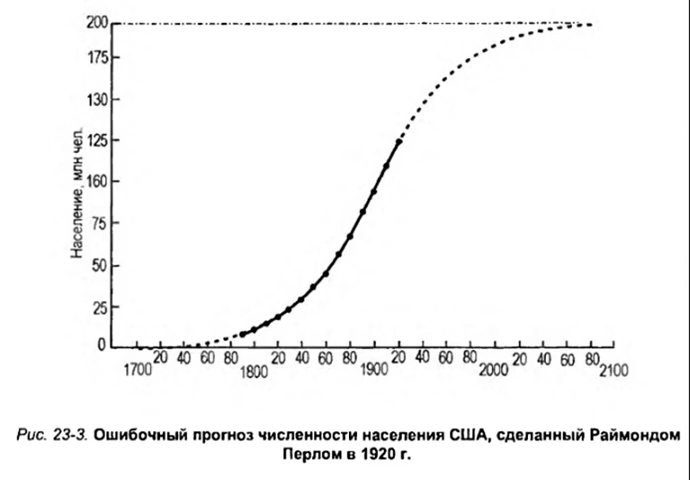 200
175
130
125
160
75
50
25
0
Население, млн чел.
1700 20 40 60 80 1800 20 40 60 80 1900 20 40 60 80 2000 20 40 60 80 2100
Рис. 23-3. Ошибочный прогноз численности населения США, сделанный Раймондом
Перлом в 1920 г.